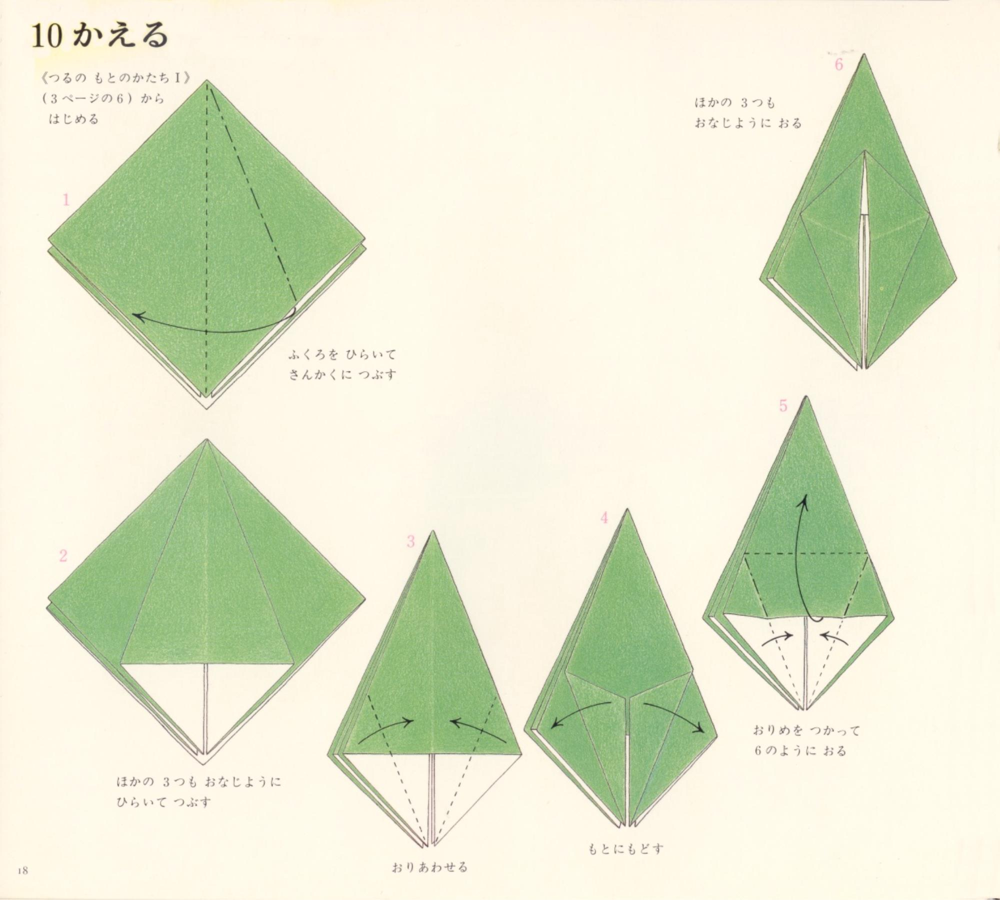 10 かえる
《つるの もとのかたちⅠ》
(3ページの6) から
はじめる
1
ふくろを ひらいて
さんかくに つぶす
2
ほかの 3つも おなじように
ひらいて つぶす
3
おりあわせる
4
もとにもどす
5
おりめを つかって
6のように おる
6
ほかの 3つも
おなじように おる
18